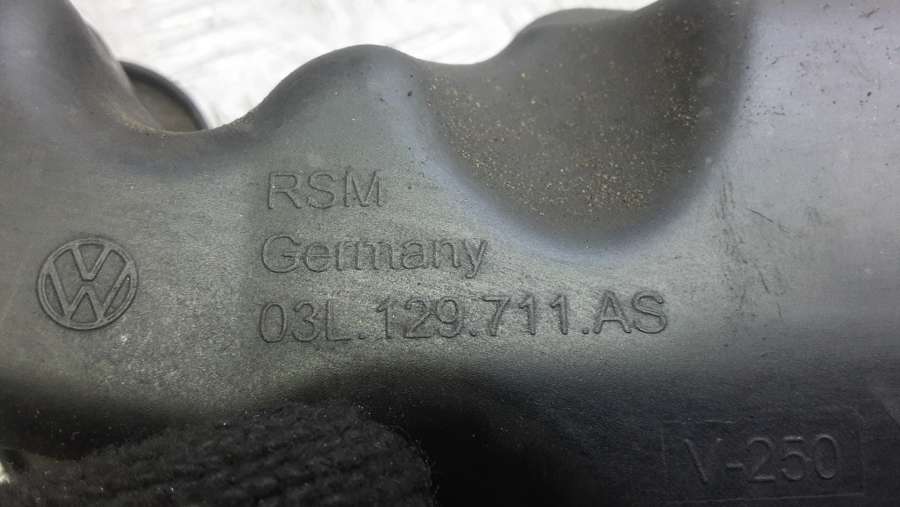 RSM
Germany
03L.129.711.AS
V-250